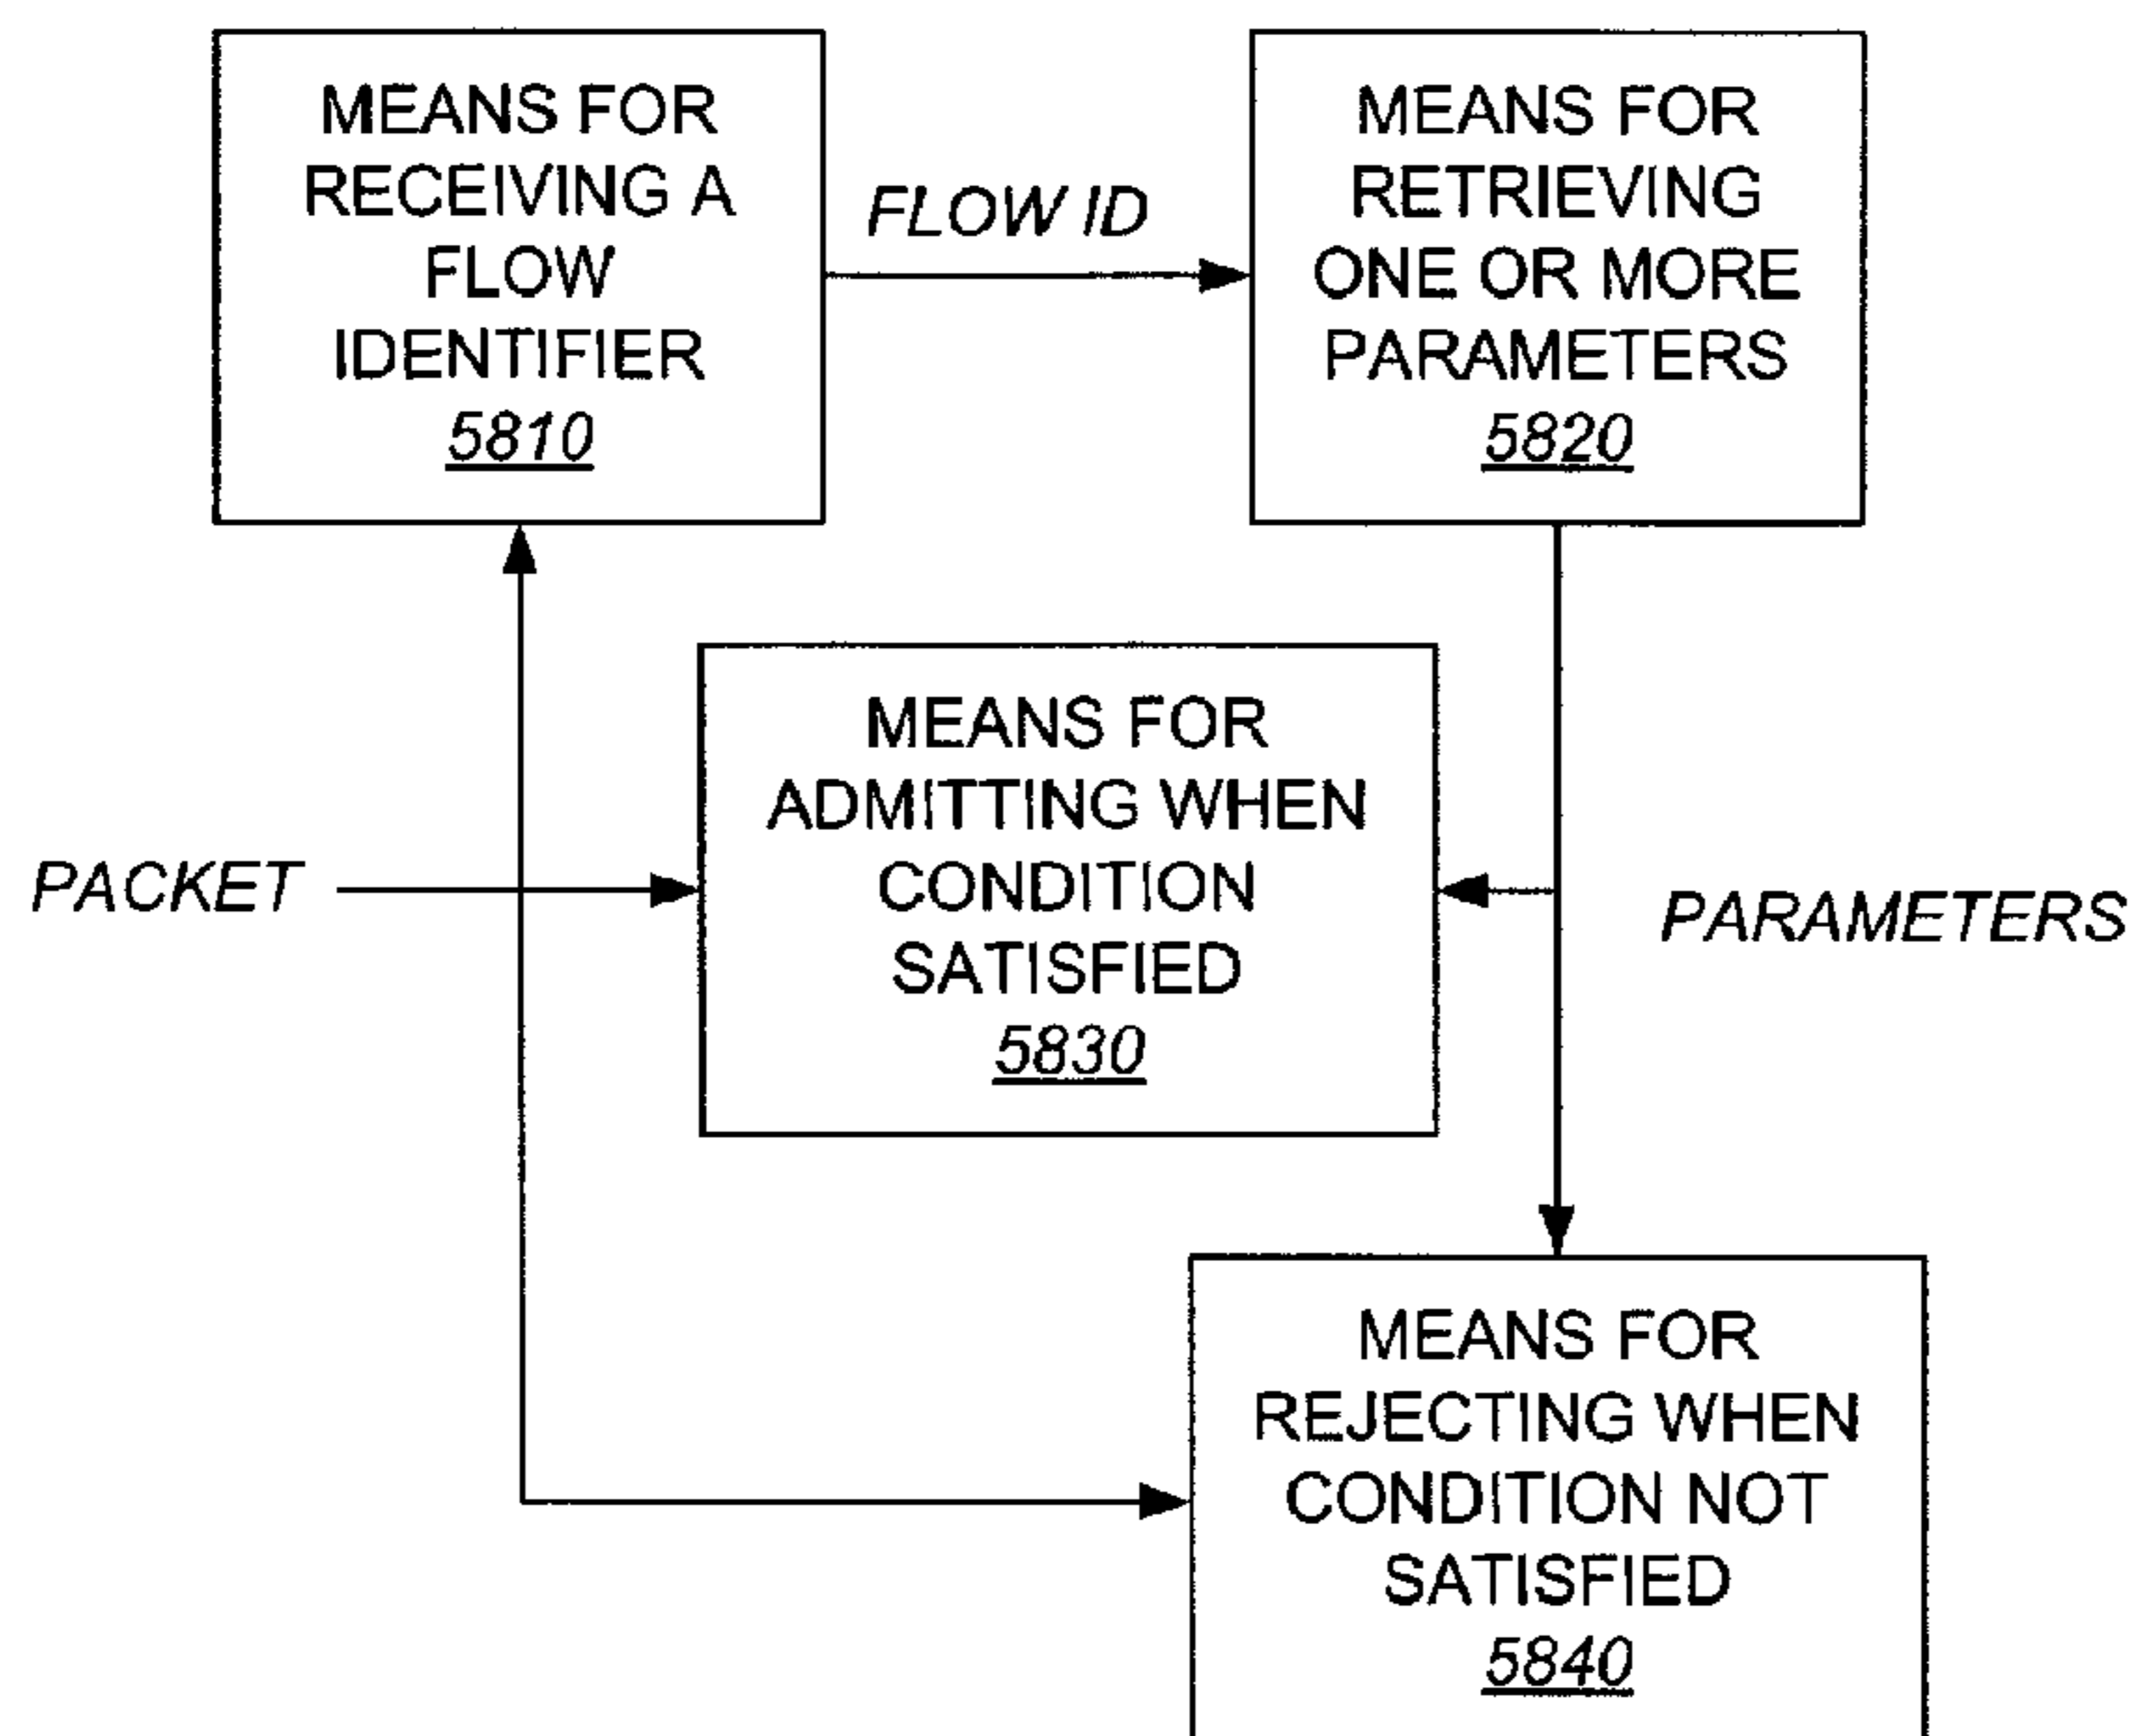 MEANS FOR
RECEIVING A
FLOW
IDENTIFIER
5810
FLOW ID
MEANS FOR
RETRIEVING
ONE OR MORE
PARAMETERS
5820
PACKET
MEANS FOR
ADMITTING WHEN
CONDITION
SATISFIED
5830
PARAMETERS
MEANS FOR
REJECTING WHEN
CONDITION NOT
SATISFIED
5840